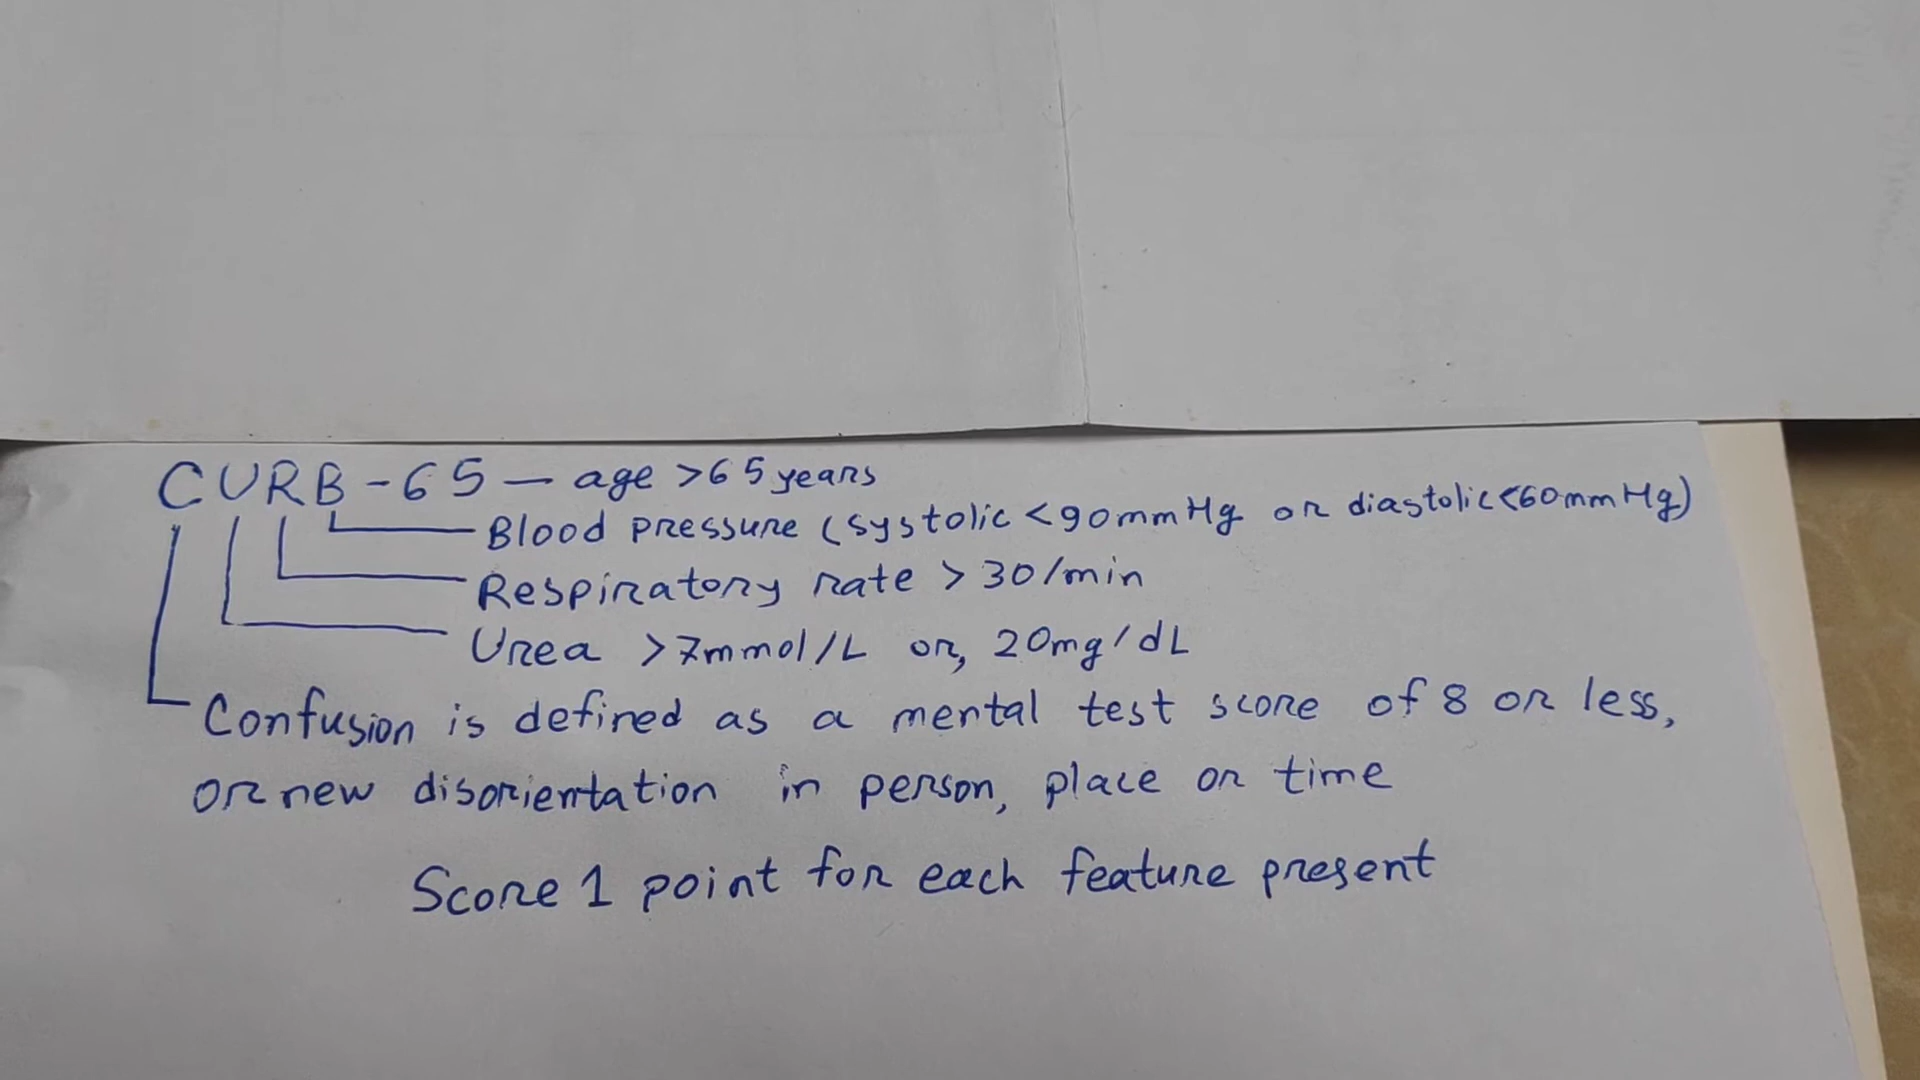 CURB-65 — age >65 years
Blood pressure (systolic <90mmHg or diastolic <60mmHg)
Respiratory rate > 30/min
Urea >7mmol/L or, 20mg/dL
Confusion is defined as a mental test score of 8 or less,
or new disorientation in person, place or time
Score 1 point for each feature present